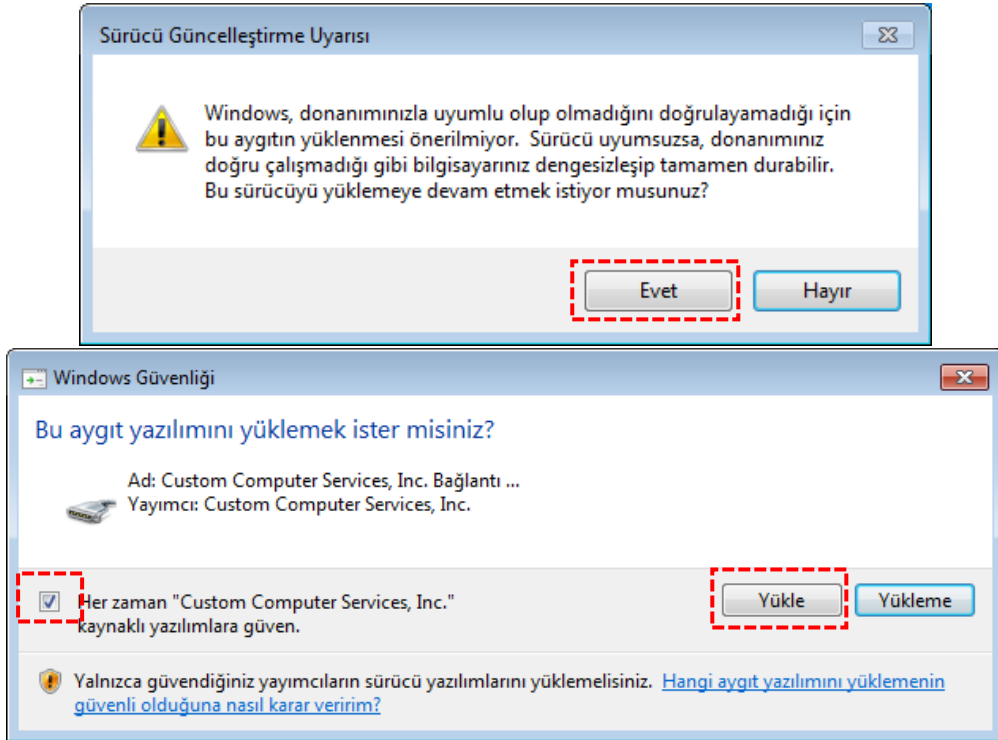 Sürücü Güncelleştirme Uyarısı
Windows, donanımınızla uyumlu olup olmadığını doğrulayamadığı için
bu aygıtın yüklenmesi önerilmiyor. Sürücü uyumsuzsa, donanımınız
doğru çalışmadığı gibi bilgisayarınız dengesizleşip tamamen durabilir.
Bu sürücüyü yüklemeye devam etmek istiyor musunuz?
Evet
Hayır
Windows Güvenliği
Bu aygıt yazılımını yüklemek ister misiniz?
Ad: Custom Computer Services, Inc. Bağlantı ...
Yayımcı: Custom Computer Services, Inc.
Her zaman "Custom Computer Services, Inc."
kaynaklı yazılımlara güven.
Yükle
Yükleme
Yalnızca güvendiğiniz yayımcıların sürücü yazılımlarını yüklemelisiniz. Hangi aygıt yazılımını yüklemenin
güvenli olduğuna nasıl karar veririm?